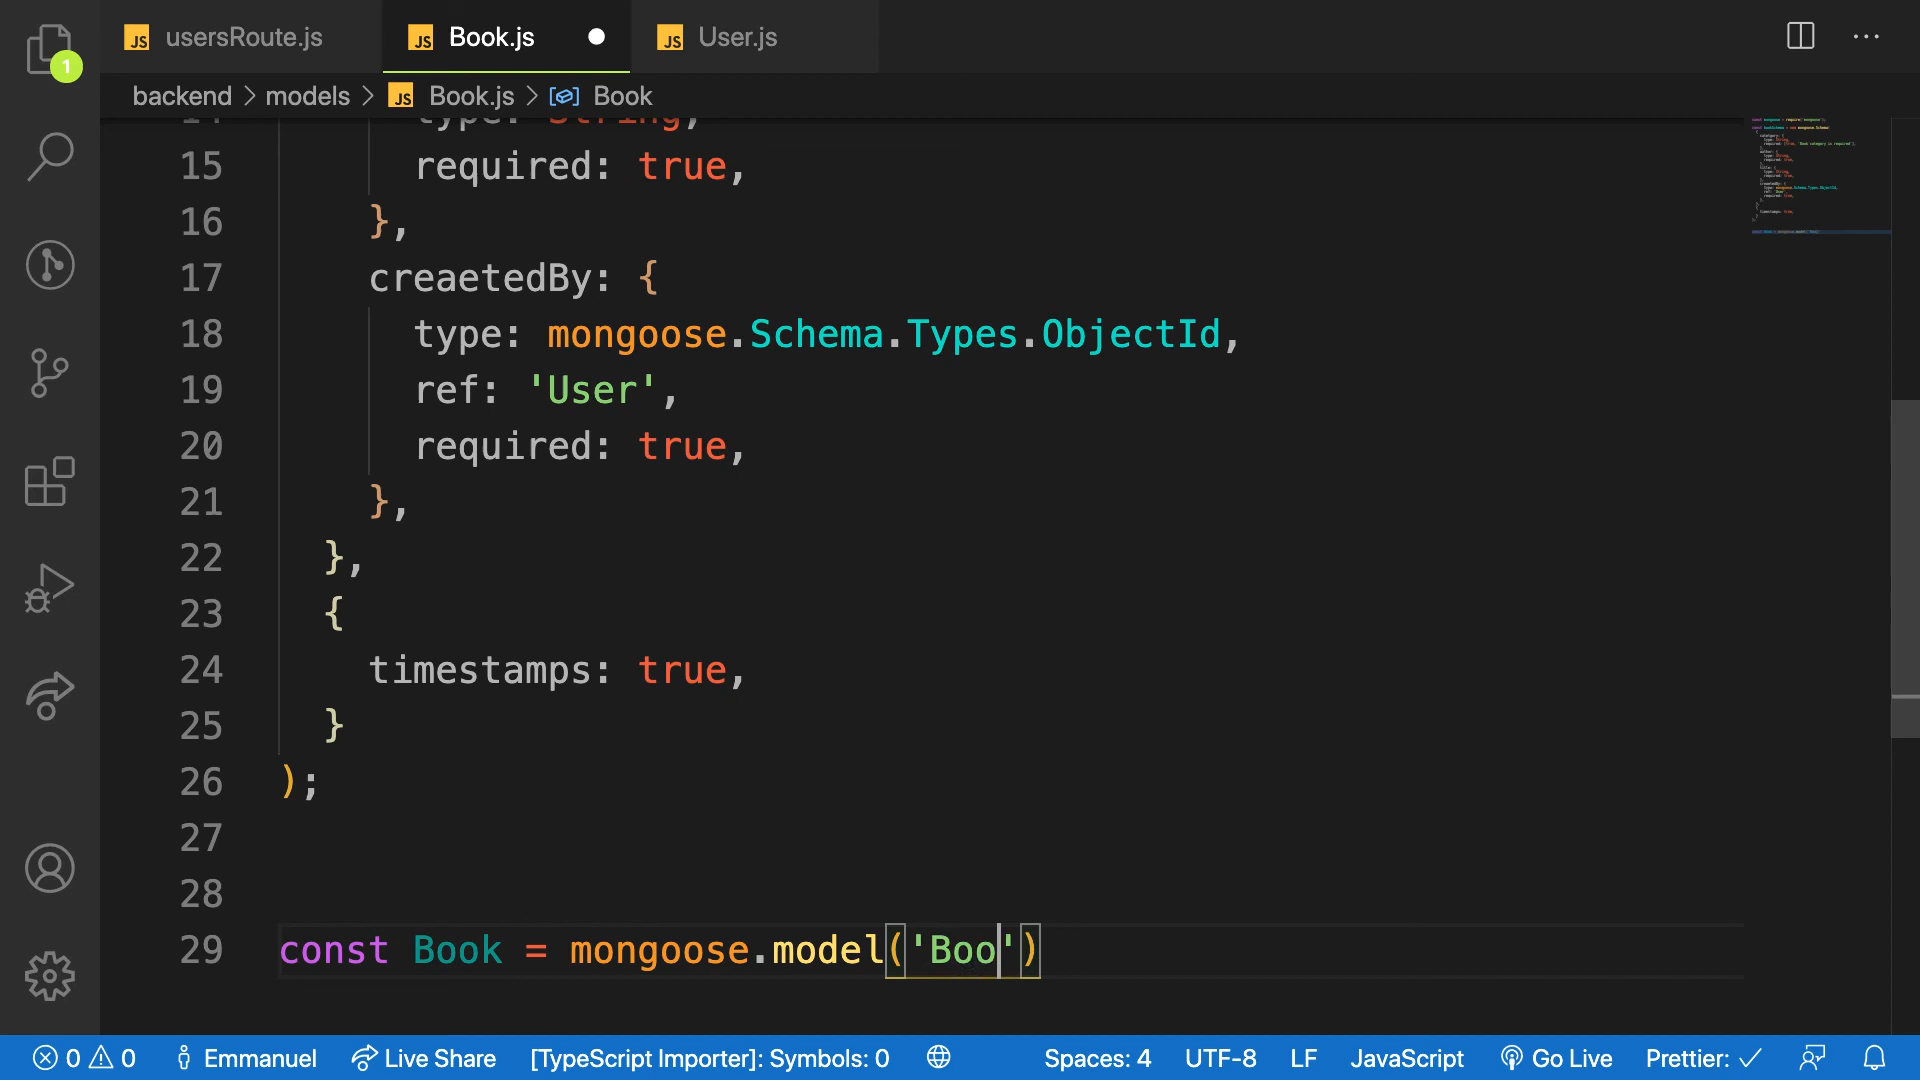 usersRoute.js Book.js User.js
1
backend > models > Book.js > Book
14 type: String,
15 required: true,
16 },
17 creaetedBy: {
18 type: mongoose.Schema.Types.ObjectId,
19 ref: 'User',
20 required: true,
21 },
22 },
23 {
24 timestamps: true,
25 }
26 );
27
28
29 const Book = mongoose.model('Boo')
0 0 Emmanuel Live Share [TypeScript Importer]: Symbols: 0 Spaces: 4 UTF-8 LF JavaScript Go Live Prettier: ✓